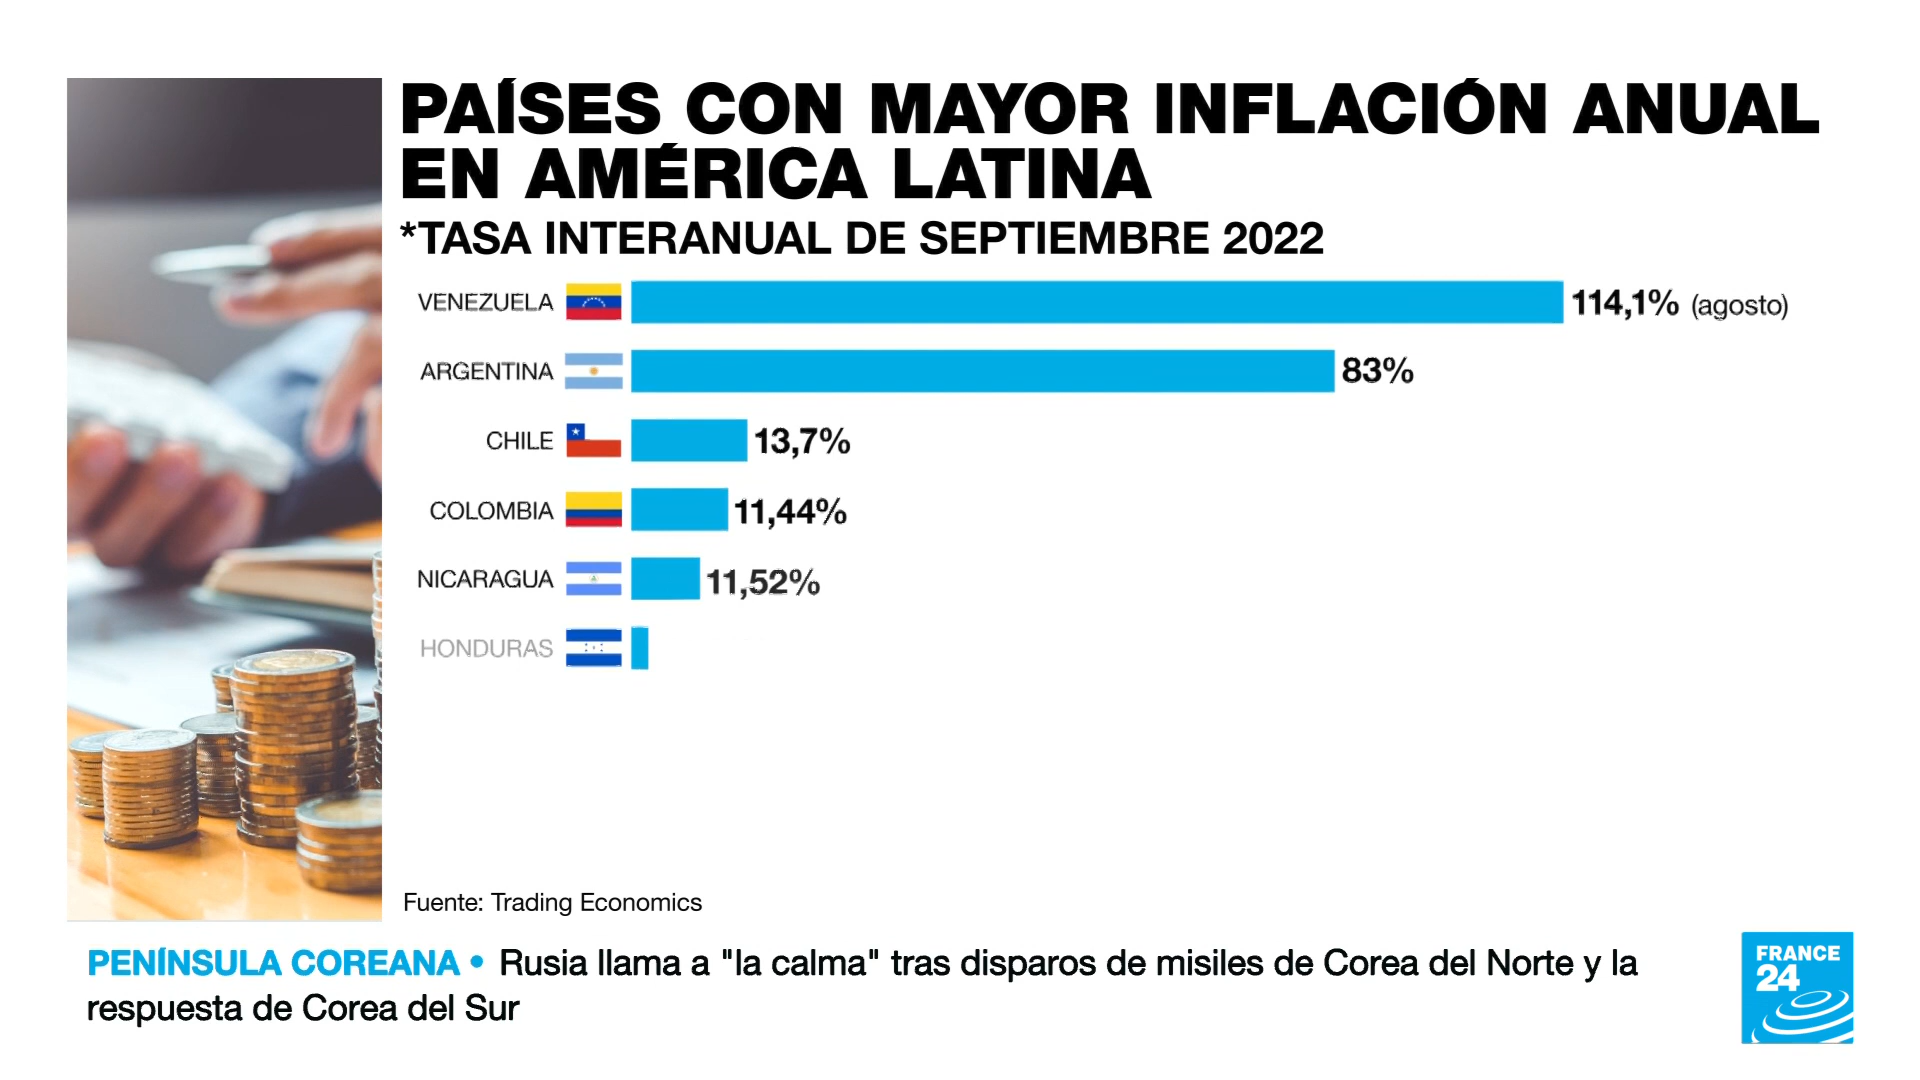 PAÍSES CON MAYOR INFLACIÓN ANUAL
EN AMÉRICA LATINA
*TASA INTERANUAL DE SEPTIEMBRE 2022
VENEZUELA 114,1% (agosto)
ARGENTINA 83%
CHILE 13,7%
COLOMBIA 11,44%
NICARAGUA 11,52%
HONDURAS
Fuente: Trading Economics
PENÍNSULA COREANA • Rusia llama a "la calma" tras disparos de misiles de Corea del Norte y la
respuesta de Corea del Sur
FRANCE
24